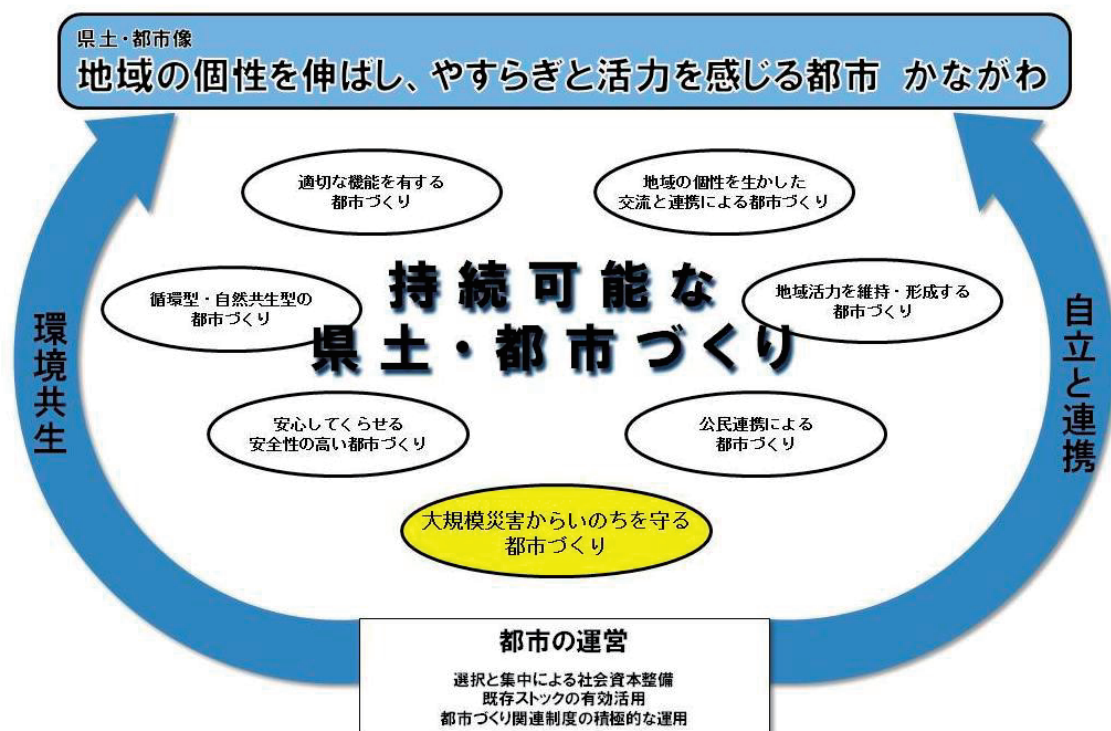 県土・都市像
地域の個性を伸ばし、やすらぎと活力を感じる都市 かながわ
適切な機能を有する
都市づくり
地域の個性を生かした
交流と連携による都市づくり
循環型・自然共生型の
都市づくり
持続可能な
県土・都市づくり
地域活力を維持・形成する
都市づくり
環境共生
自立と連携
安心してくらせる
安全性の高い都市づくり
公民連携による
都市づくり
大規模災害からいのちを守る
都市づくり
都市の運営
選択と集中による社会資本整備
既存ストックの有効活用
都市づくり関連制度の積極的な運用